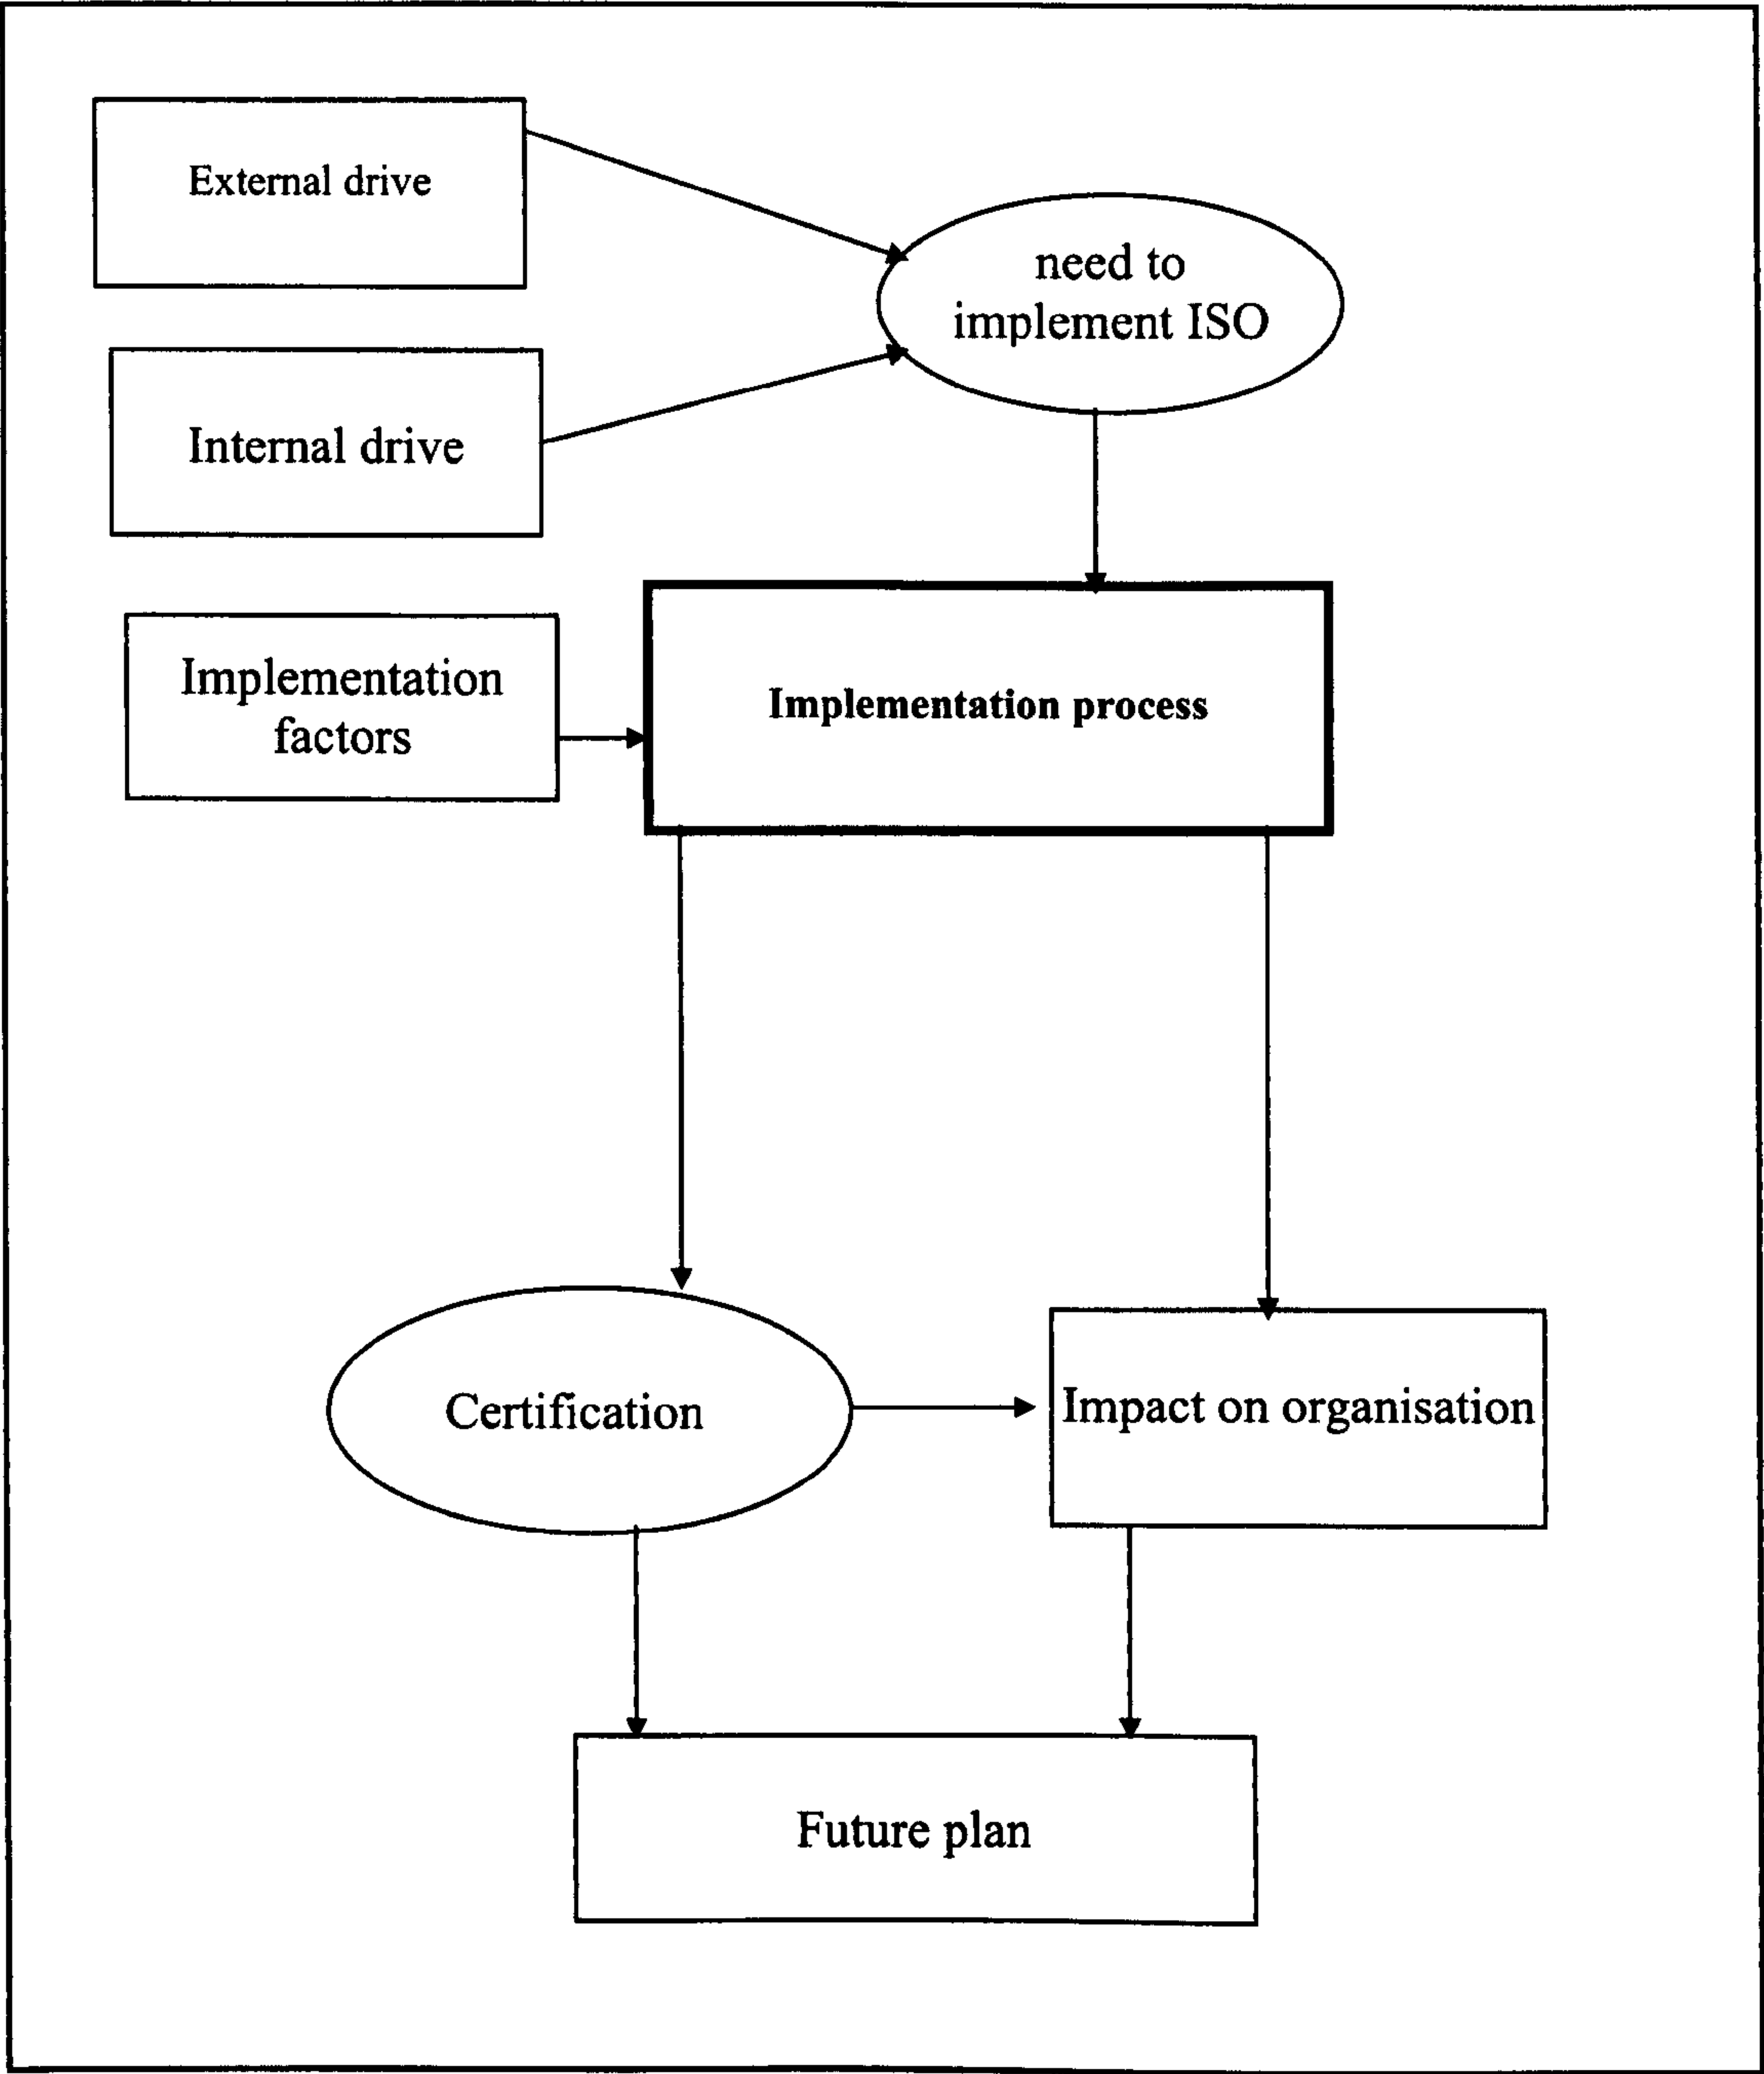 External drive
need to
implement ISO
Internal drive
Implementation
factors
Implementation process
Certification
Impact on organisation
Future plan